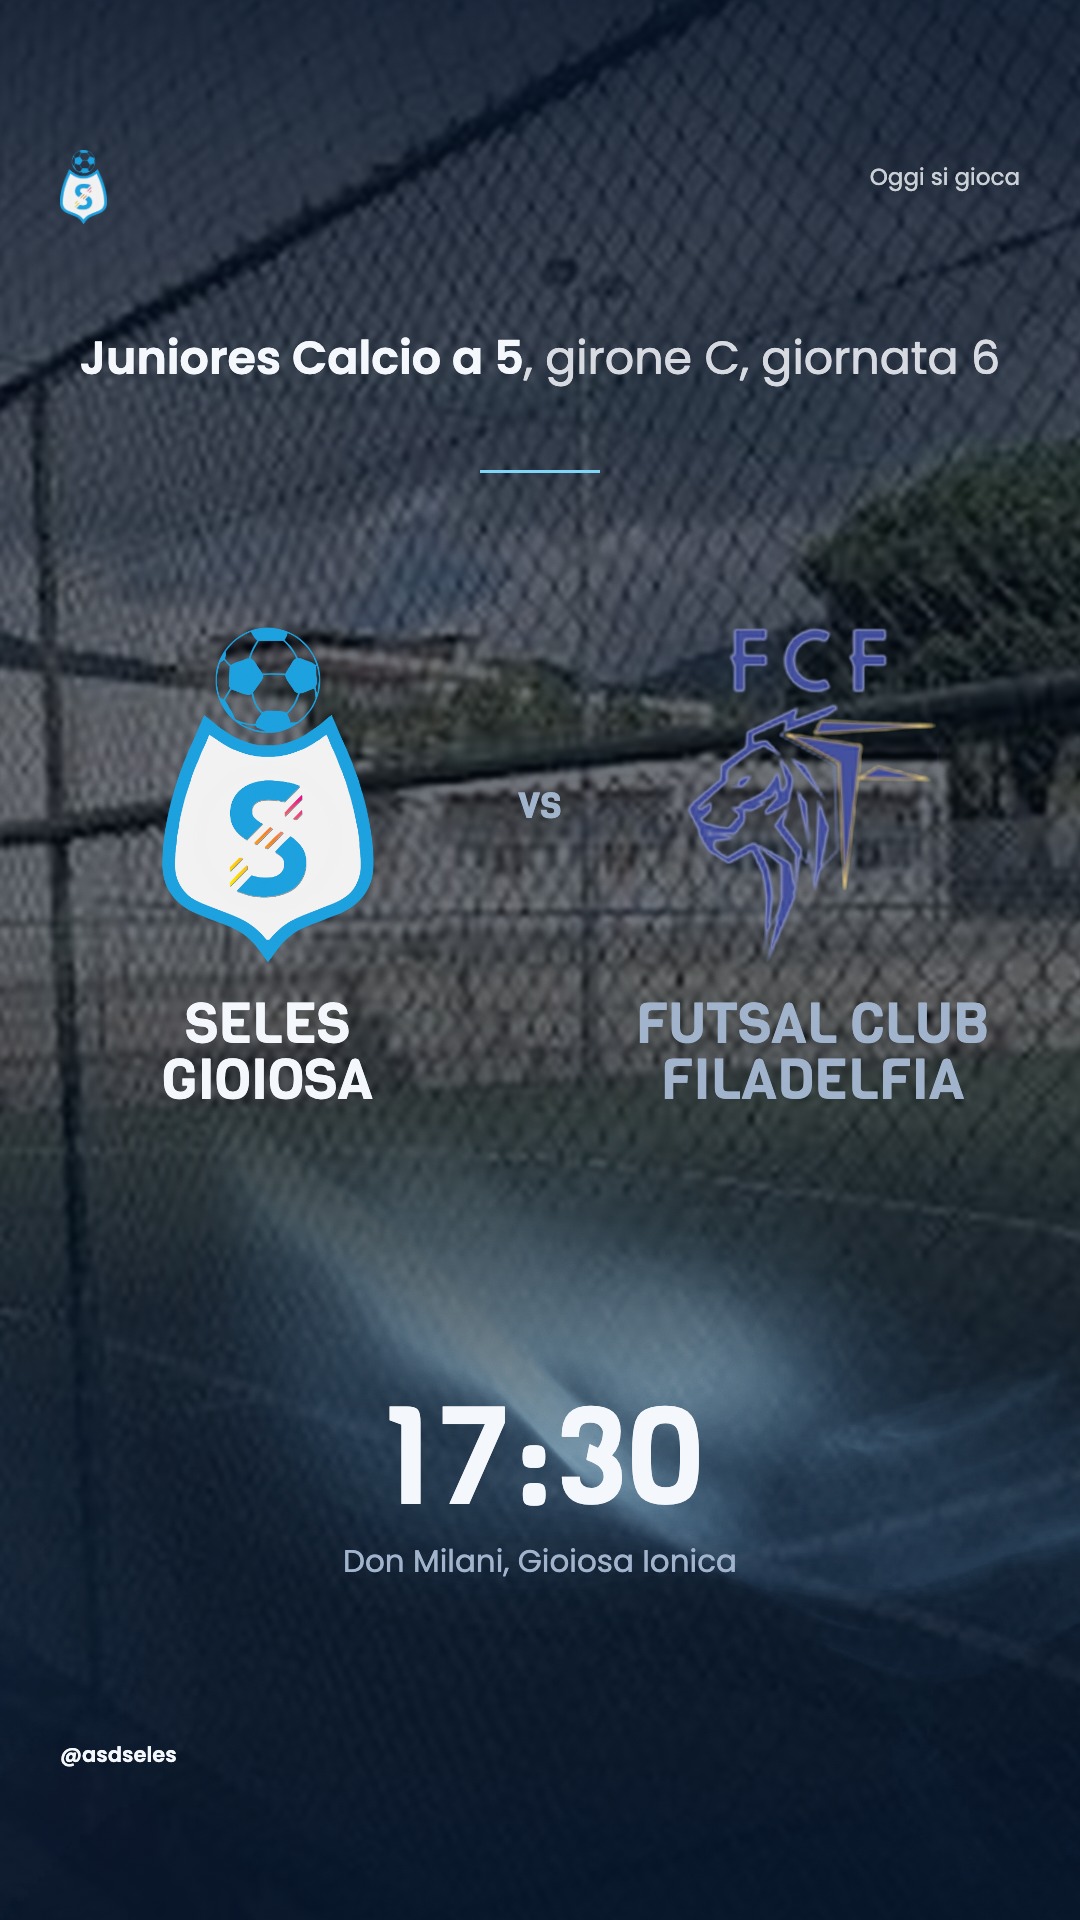 S
Oggi si gioca
Juniores Calcio a 5, girone C, giornata 6
FCF
S
VS
SELES
GIOIOSA
FUTSAL CLUB
FILADELFIA
17:30
Don Milani, Gioiosa Ionica
@asdseles